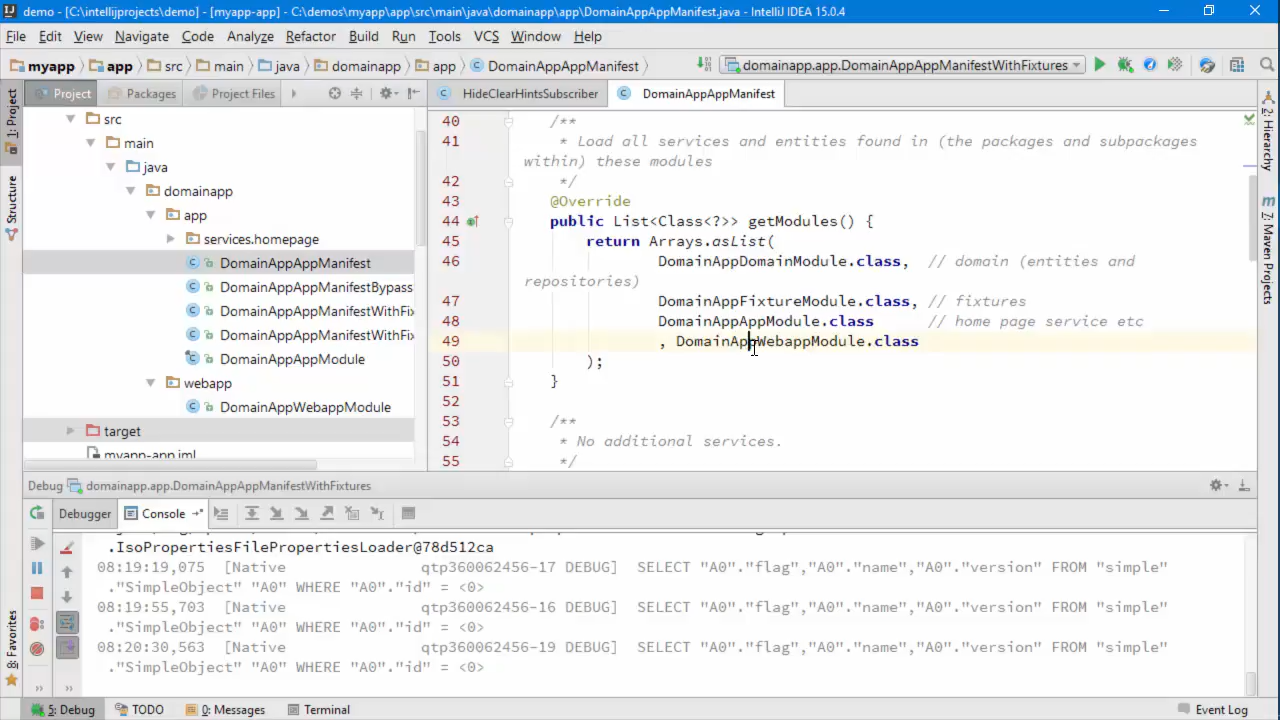 demo - [C:\intellijprojects\demo] - [myapp-app] - C:\demos\myapp\app\src\main\java\domainapp\app\DomainAppAppManifest.java - IntelliJ IDEA 15.0.4
File Edit View Navigate Code Analyze Refactor Build Run Tools VCS Window Help
myapp app src main java domainapp app DomainAppAppManifest domainapp.app.DomainAppAppManifestWithFixtures
Project Packages Project Files
HideClearHintsSubscriber DomainAppAppManifest
1: Project
Structure
8: Favorites
src
main
java
domainapp
app
services.homepage
DomainAppAppManifest
DomainAppAppManifestBypass
DomainAppAppManifestWithFix
DomainAppAppManifestWithFix
DomainAppAppModule
webapp
DomainAppWebappModule
target
myapp-app.iml
40 /**
41 * Load all services and entities found in (the packages and subpackages
within) these modules
42 */
43 @Override
44 public List<Class<?>> getModules() {
45 return Arrays.asList(
46 DomainAppDomainModule.class, // domain (entities and
repositories)
47 DomainAppFixtureModule.class, // fixtures
48 DomainAppAppModule.class // home page service etc
49 , DomainAppWebappModule.class
50 );
51 }
52
53 /**
54 * No additional services.
55 */
Hierarchy
Maven Projects
Debug domainapp.app.DomainAppAppManifestWithFixtures
Debugger Console
.IsoPropertiesFilePropertiesLoader@78d512ca
08:19:19,075 [Native qtp360062456-17 DEBUG] SELECT "A0"."flag","A0"."name","A0"."version" FROM "simple"
."SimpleObject" "A0" WHERE "A0"."id" = <0>
08:19:55,703 [Native qtp360062456-16 DEBUG] SELECT "A0"."flag","A0"."name","A0"."version" FROM "simple"
."SimpleObject" "A0" WHERE "A0"."id" = <0>
08:20:30,563 [Native qtp360062456-19 DEBUG] SELECT "A0"."flag","A0"."name","A0"."version" FROM "simple"
."SimpleObject" "A0" WHERE "A0"."id" = <0>
5: Debug TODO 0: Messages Terminal Event Log